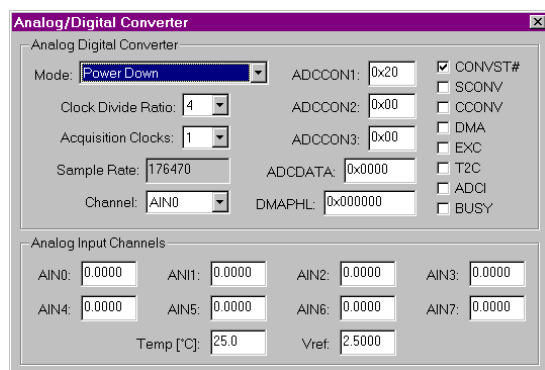 Analog/Digital Converter
Analog Digital Converter
Mode: Power Down
Clock Divide Ratio: 4
Acquisition Clocks: 1
Sample Rate: 176470
Channel: AIN0
ADCCON1: 0x20
ADCCON2: 0x00
ADCCON3: 0x00
ADCDATA: 0x0000
DMAPHL: 0x000000
CONVST#
SCONV
CCONV
DMA
EXC
T2C
ADCI
BUSY
Analog Input Channels
AIN0: 0.0000 ANI1: 0.0000 AIN2: 0.0000 AIN3: 0.0000
AIN4: 0.0000 AIN5: 0.0000 AIN6: 0.0000 AIN7: 0.0000
Temp [°C]: 25.0 Vref: 2.5000